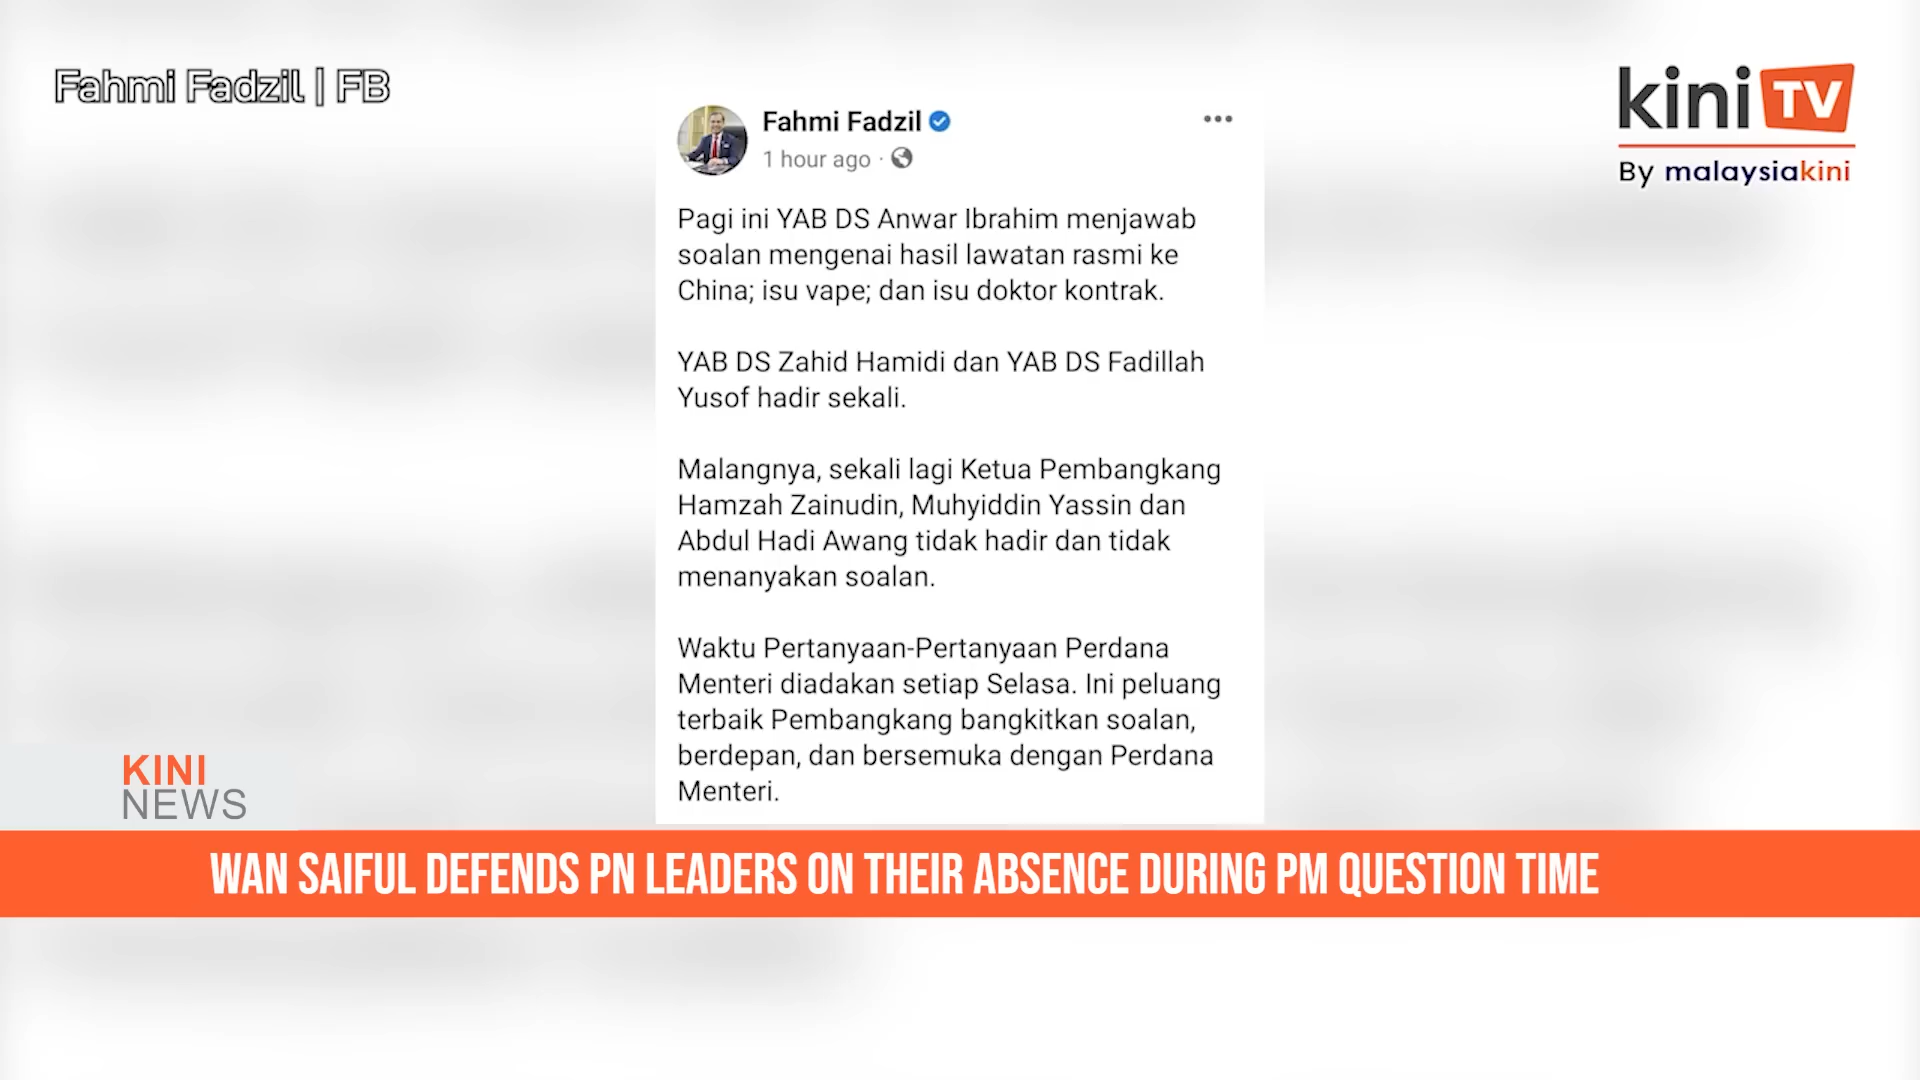 Fahmi Fadzil | FB
kini TV
By malaysiakini
Fahmi Fadzil
1 hour ago ·
Pagi ini YAB DS Anwar Ibrahim menjawab
soalan mengenai hasil lawatan rasmi ke
China; isu vape; dan isu doktor kontrak.
YAB DS Zahid Hamidi dan YAB DS Fadillah
Yusof hadir sekali.
Malangnya, sekali lagi Ketua Pembangkang
Hamzah Zainudin, Muhyiddin Yassin dan
Abdul Hadi Awang tidak hadir dan tidak
menanyakan soalan.
Waktu Pertanyaan-Pertanyaan Perdana
Menteri diadakan setiap Selasa. Ini peluang
terbaik Pembangkang bangkitkan soalan,
berdepan, dan bersemuka dengan Perdana
Menteri.
KINI
NEWS
WAN SAIFUL DEFENDS PN LEADERS ON THEIR ABSENCE DURING PM QUESTION TIME